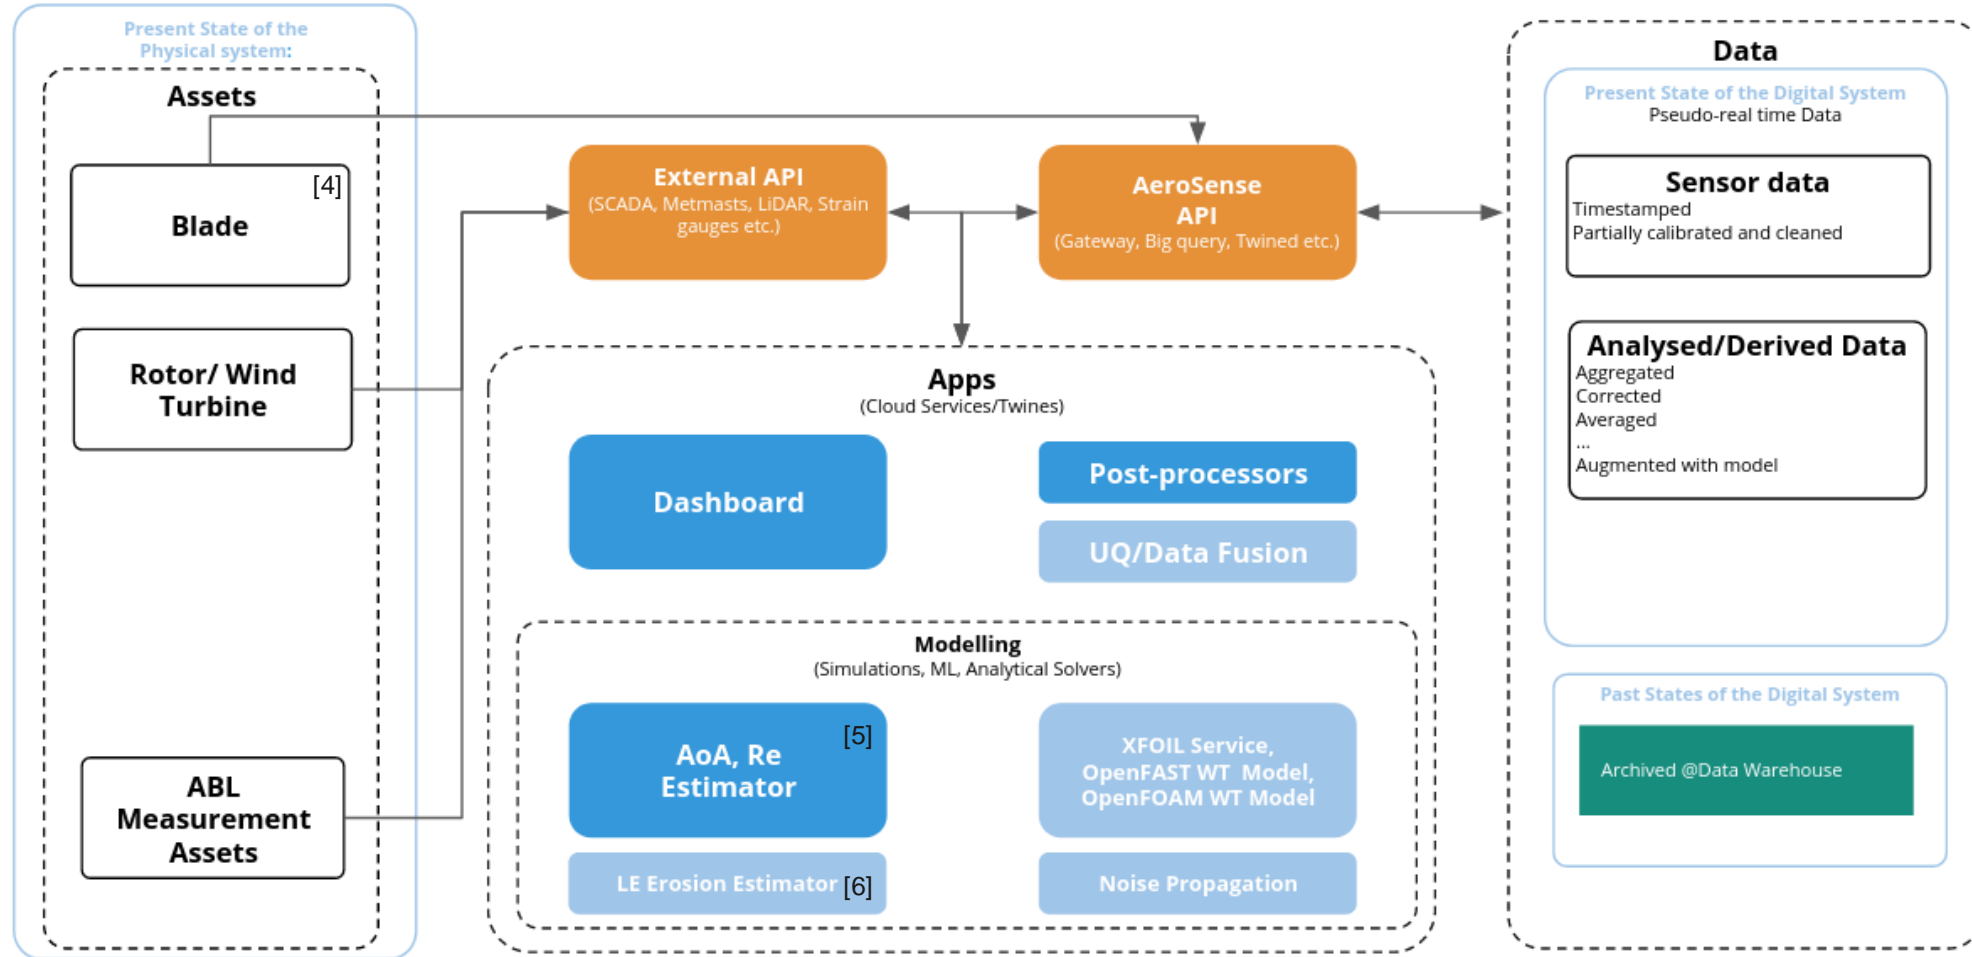 Present State of the
Physical system:
Assets
[4]
Blade
Rotor/ Wind
Turbine
ABL
Measurement
Assets
External API
(SCADA, Metmasts, LiDAR, Strain
gauges etc.)
AeroSense
API
(Gateway, Big query, Twined etc.)
Apps
(Cloud Services/Twines)
Dashboard
Post-processors
UQ/Data Fusion
Modelling
(Simulations, ML, Analytical Solvers)
[5]
AoA, Re
Estimator
XFOIL Service,
OpenFAST WT  Model,
OpenFOAM WT Model
LE Erosion Estimator [6]
Noise Propagation
Data
Present State of the Digital System
Pseudo-real time Data
Sensor data
Timestamped
Partially calibrated and cleaned
Analysed/Derived Data
Aggregated
Corrected
Averaged
...
Augmented with model
Past States of the Digital System
Archived @Data Warehouse